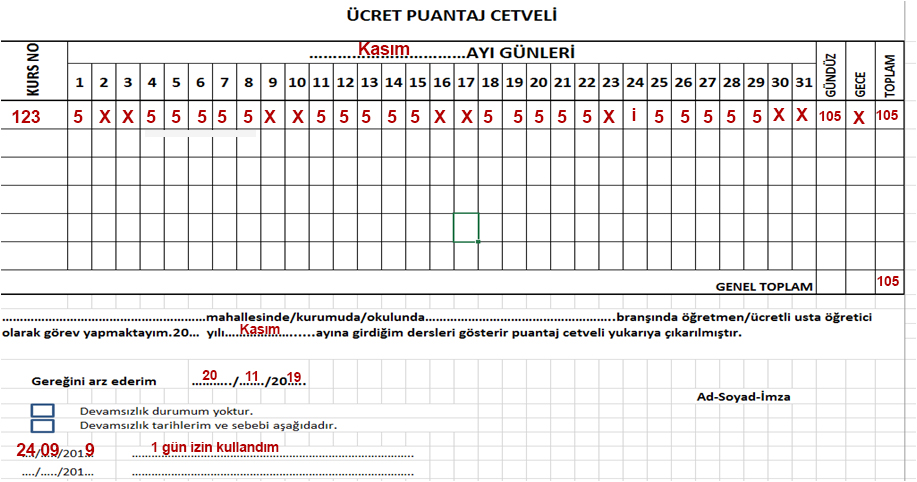 ÜCRET PUANTAJ CETVELİ
KURS NO ..........Kasım..........AYI GÜNLERİ GÜNDÜZ GECE TOPLAM
1 2 3 4 5 6 7 8 9 10 11 12 13 14 15 16 17 18 19 20 21 22 23 24 25 26 27 28 29 30 31
123 5 X X 5 5 5 5 5 X X 5 5 5 5 5 X X 5 5 5 5 5 X i 5 5 5 5 5 X X 105 X 105
GENEL TOPLAM 105
....................mahallesinde/kurumuda/okulunda....................branşında öğretmen/ücretli usta öğretici
olarak görev yapmaktayım.20... yılı....Kasım..........ayına girdiğim dersleri gösterir puantaj cetveli yukarıya çıkarılmıştır.
Gereğini arz ederim ...20..../...11.../20...19...
Ad-Soyad-İmza
Devamsızlık durumum yoktur.
Devamsızlık tarihlerim ve sebebi aşağıdadır.
24./.09./201...9 ....1 gün izin kullandım....................
..../...../201... ........................................